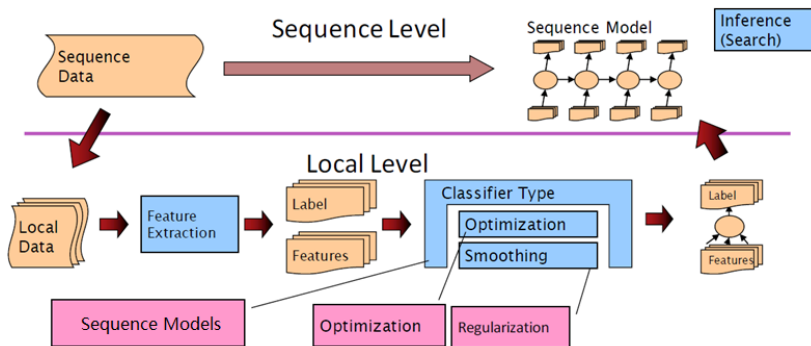 Sequence Level
Sequence
Data
Sequence Model
Inference
(Search)
Local Level
Local
Data
Feature
Extraction
Label
Features
Classifier Type
Optimization
Smoothing
Label
Features
Sequence Models
Optimization
Regularization